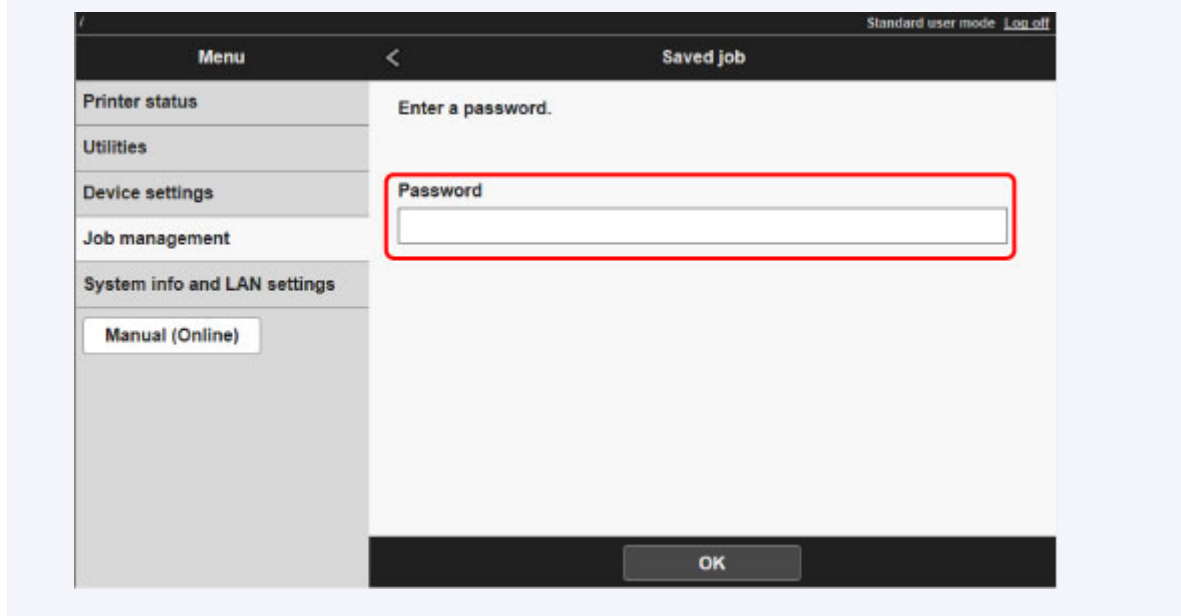 /
Standard user mode Log off
Menu
< Saved job
Printer status
Utilities
Device settings
Job management
System info and LAN settings
Manual (Online)
Enter a password.
Password
OK